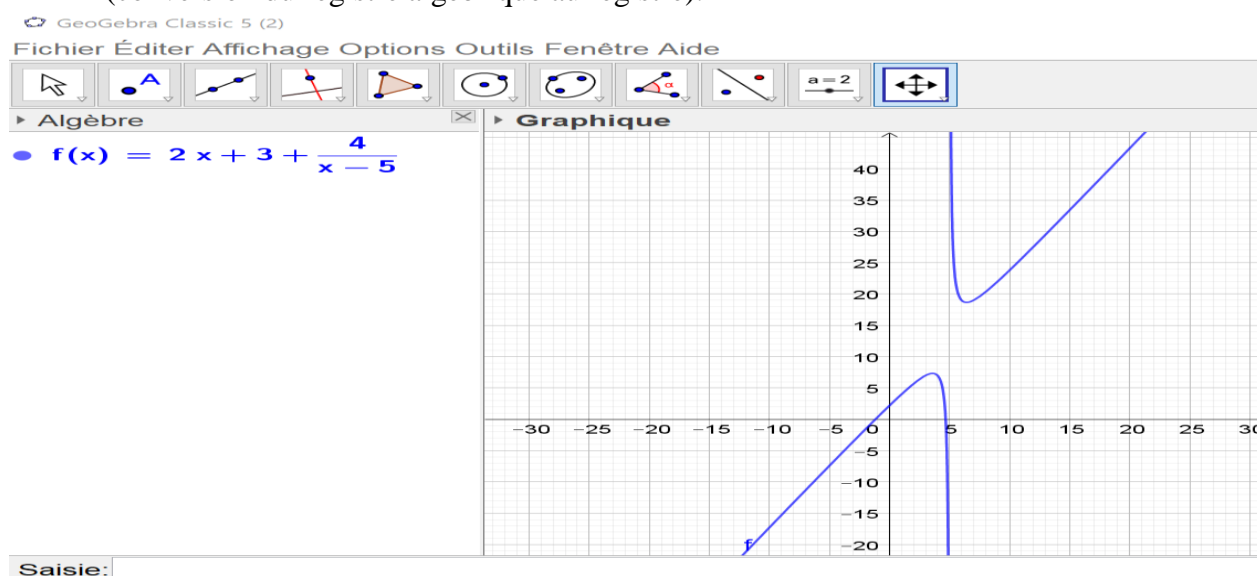 GeoGebra Classic 5 (2)
Fichier Éditer Affichage Options Outils Fenêtre Aide
A
α
a = 2
Algèbre
Graphique
f(x) = 2 x + 3 + 4/(x − 5)
40
35
30
25
20
15
10
5
−30 −25 −20 −15 −10 −5 0 5 10 15 20 25
−5
−10
−15
−20
f
Saisie: